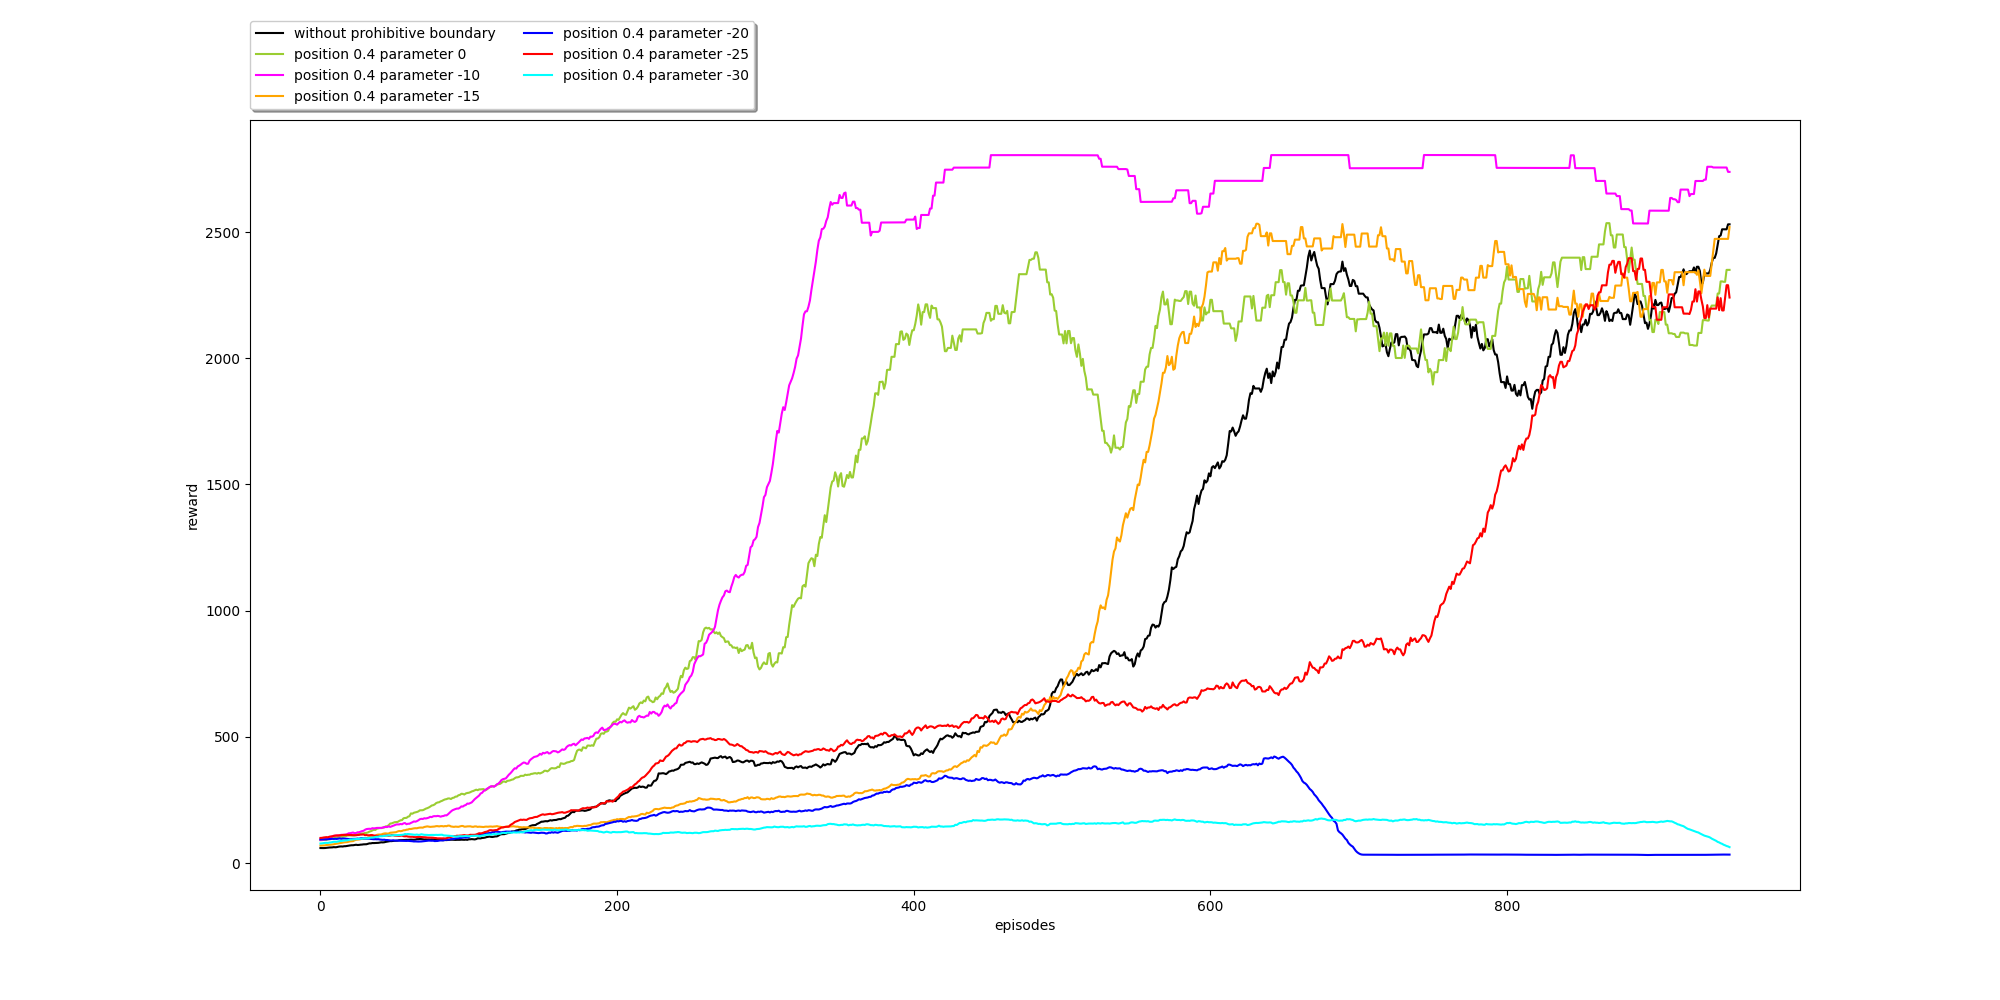 without prohibitive boundary
position 0.4 parameter 0
position 0.4 parameter -10
position 0.4 parameter -15
position 0.4 parameter -20
position 0.4 parameter -25
position 0.4 parameter -30
2500
2000
1500
1000
500
0
reward
0 200 400 600 800
episodes